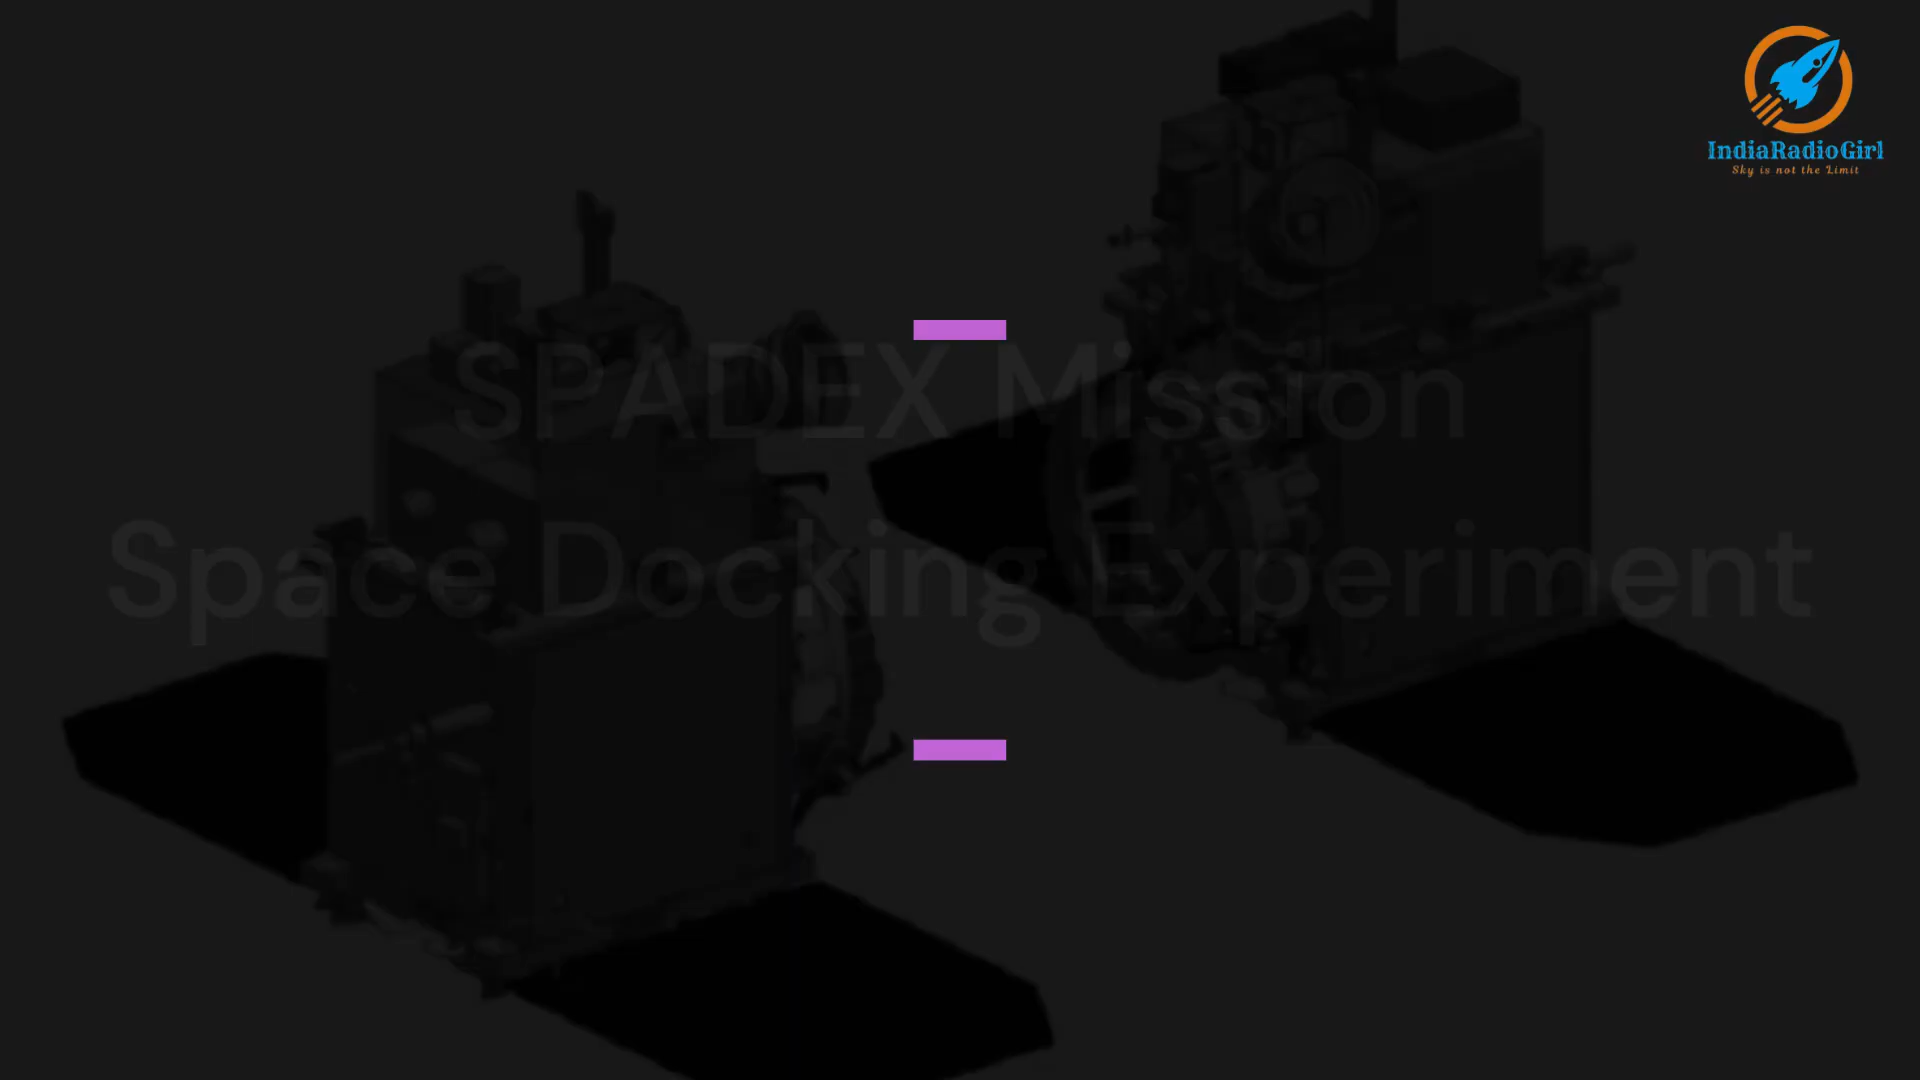 IndiaRadioGirl
Sky is not the Limit
SPADEX Mission
Space Docking Experiment